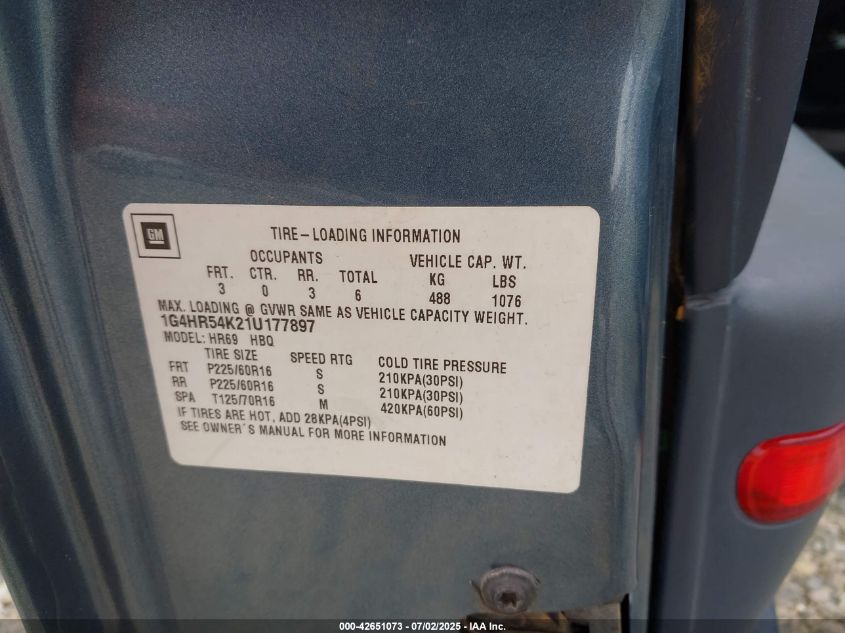 GM
TIRE-LOADING INFORMATION
OCCUPANTS VEHICLE CAP. WT.
FRT. CTR. RR. TOTAL KG LBS
3 0 3 6 488 1076
MAX. LOADING @ GVWR SAME AS VEHICLE CAPACITY WEIGHT.
1G4HR54K21U177897
MODEL: HR69 HBQ
TIRE SIZE SPEED RTG COLD TIRE PRESSURE
FRT P225/60R16 S 210KPA(30PSI)
RR P225/60R16 S 210KPA(30PSI)
SPA T125/70R16 M 420KPA(60PSI)
IF TIRES ARE HOT, ADD 28KPA(4PSI)
SEE OWNER'S MANUAL FOR MORE INFORMATION
000-42651073 - 07/02/2025 - IAA Inc.